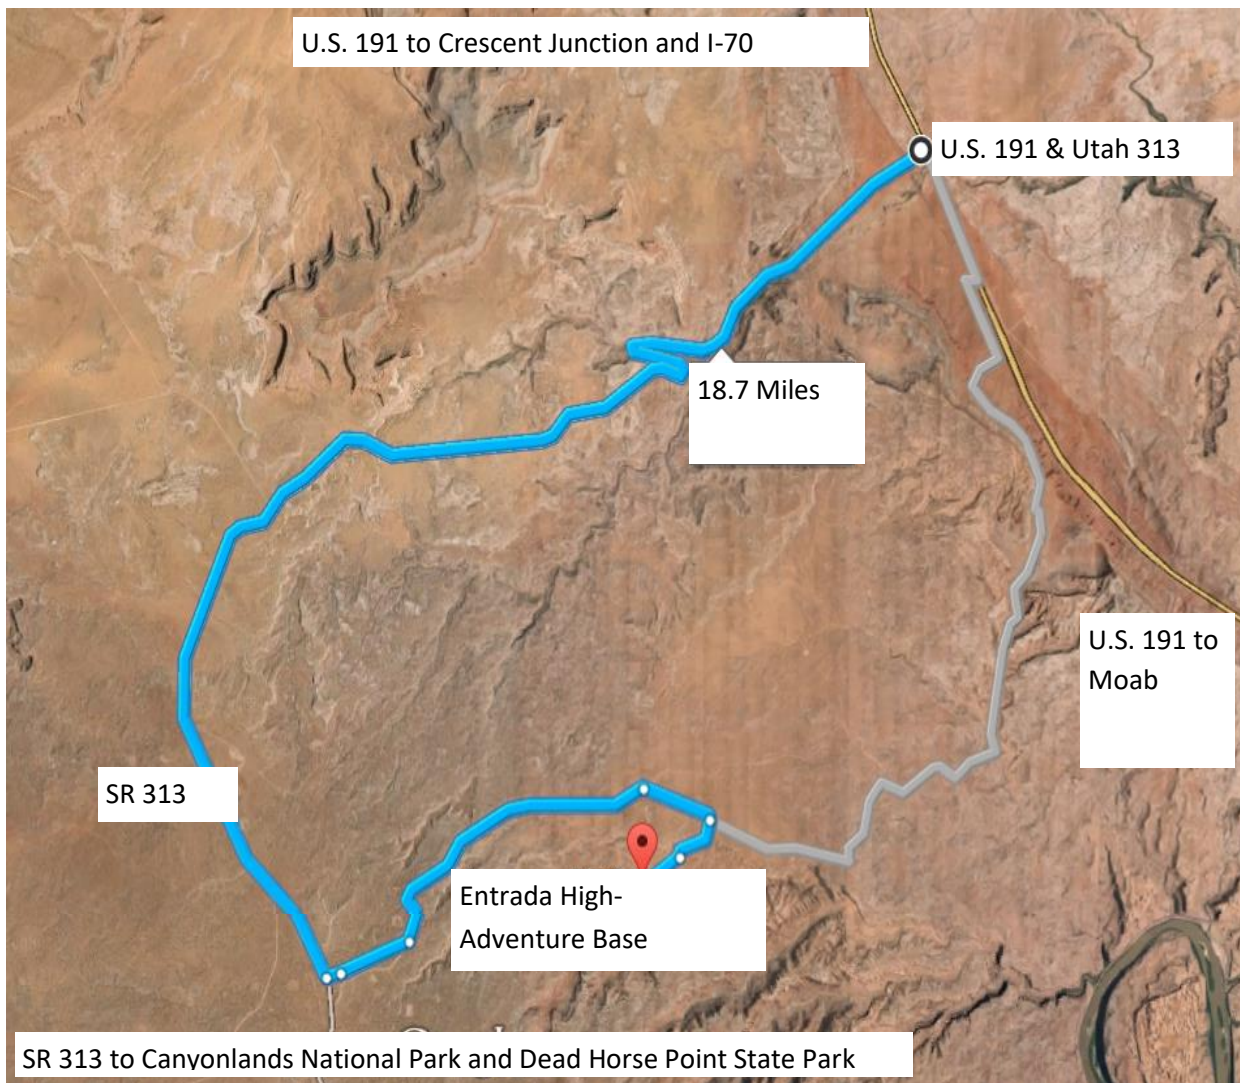 U.S. 191 to Crescent Junction and I-70
U.S. 191 & Utah 313
18.7 Miles
U.S. 191 to
Moab
SR 313
Entrada High-
Adventure Base
SR 313 to Canyonlands National Park and Dead Horse Point State Park